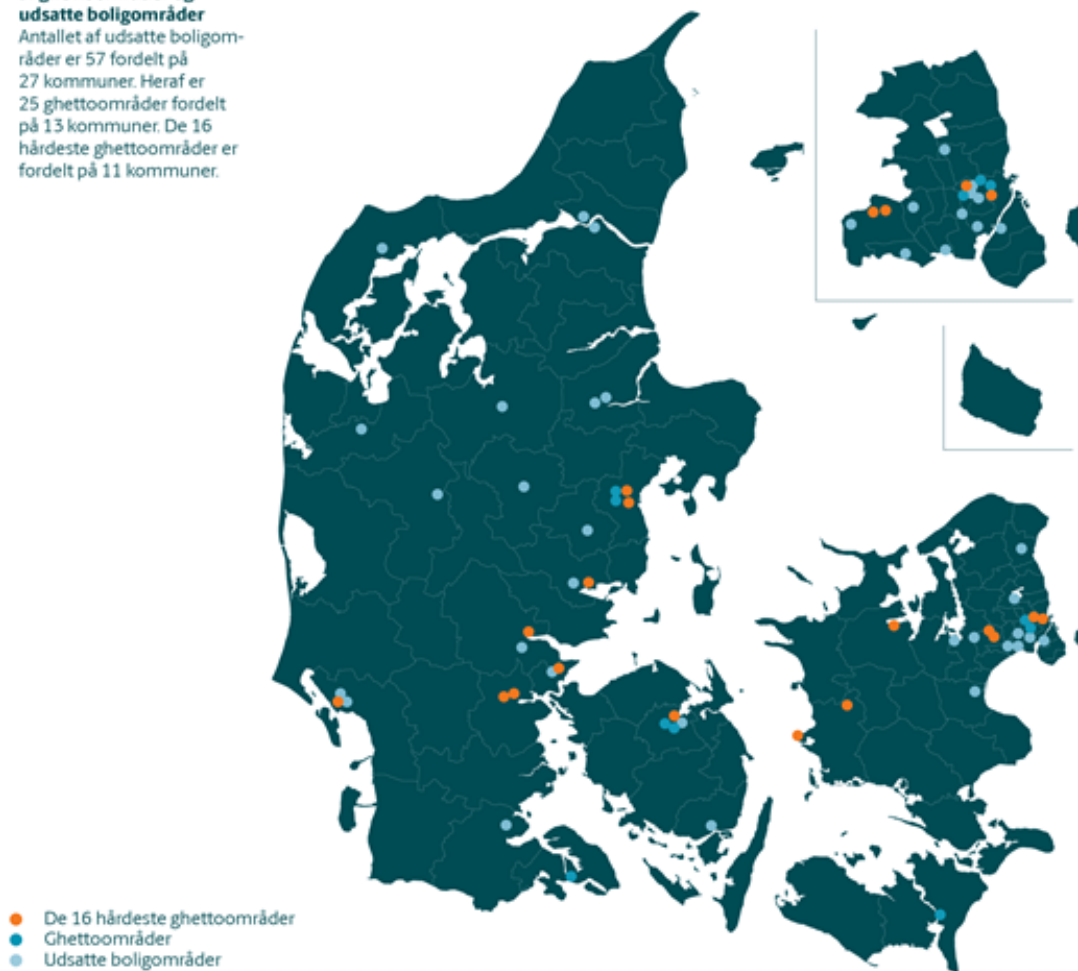 udsatte boligområder
Antallet af udsatte boligom-
råder er 57 fordelt på
27 kommuner. Heraf er
25 ghettoområder fordelt
på 13 kommuner. De 16
hårdeste ghettoområder er
fordelt på 11 kommuner.
De 16 hårdeste ghettoområder
Ghettoområder
Udsatte boligområder